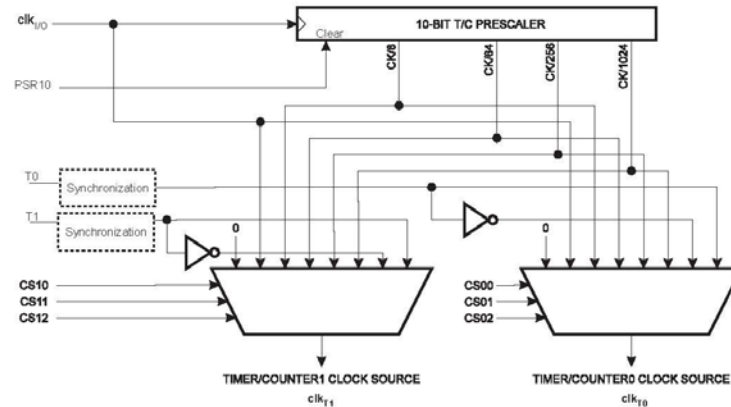 clkI/O
10-BIT T/C PRESCALER
Clear
PSR10
CK/8
CK/64
CK/256
CK/1024
T0
Synchronization
T1
Synchronization
0
0
CS10
CS11
CS12
CS00
CS01
CS02
TIMER/COUNTER1 CLOCK SOURCE
clkT1
TIMER/COUNTER0 CLOCK SOURCE
clkT0